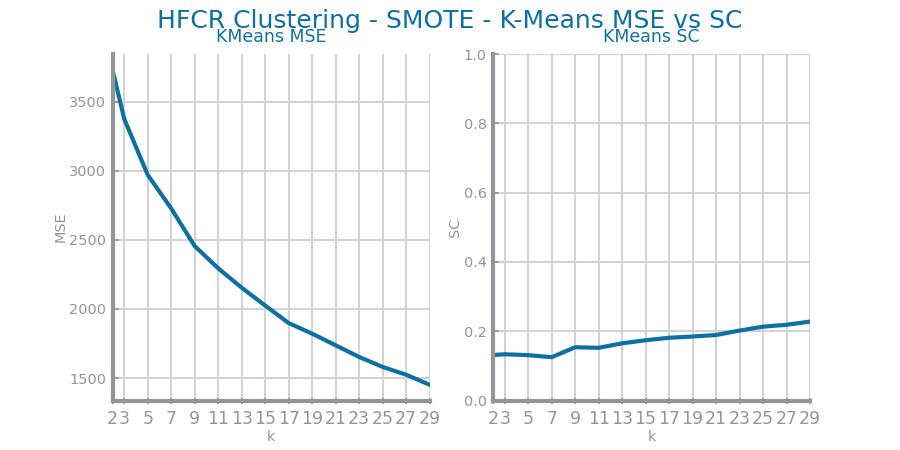 HFCR Clustering - SMOTE - K-Means MSE vs SC
KMeans MSE
3500
3000
2500
2000
1500
MSE
2 3 5 7 9 11 13 15 17 19 21 23 25 27 29
k
KMeans SC
1.0
0.8
0.6
0.4
0.2
0.0
SC
2 3 5 7 9 11 13 15 17 19 21 23 25 27 29
k